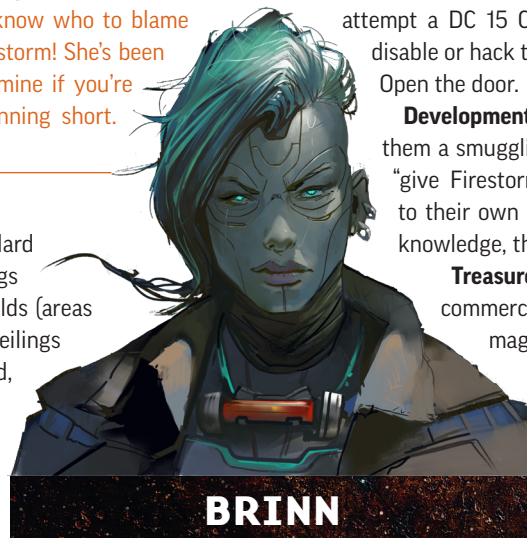 know who to blame
storm! She's been
mine if you're
nning short.
lard
gs
lds (areas
eilings
d,
attempt a DC 15 C
disable or hack t
Open the door.
Development
them a smuggli
“give Firestorm
to their own
knowledge, th
Treasure
commerc
mag
BRINN